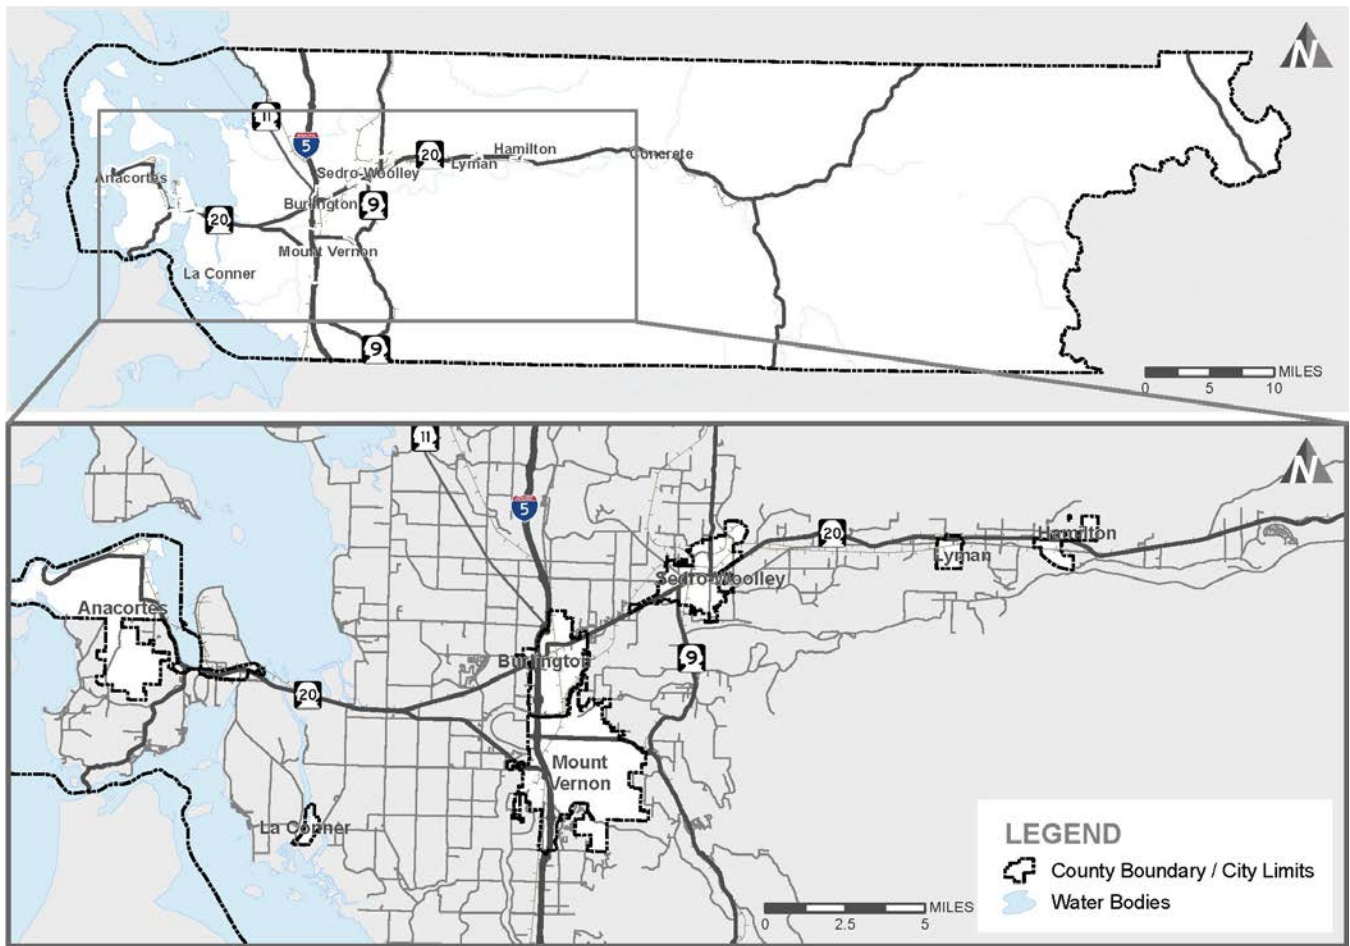 N
11
5
20
Hamilton
Lyman
Concrete
Sedro-Woolley
Anacortes
Burlington
9
20
Mount Vernon
La Conner
9
MILES
0 5 10
11
N
5
20
Hamilton
Lyman
Sedro-Woolley
Anacortes
Burlington
9
20
Mount
Vernon
La Conner
LEGEND
County Boundary / City Limits
Water Bodies
MILES
0 2.5 5